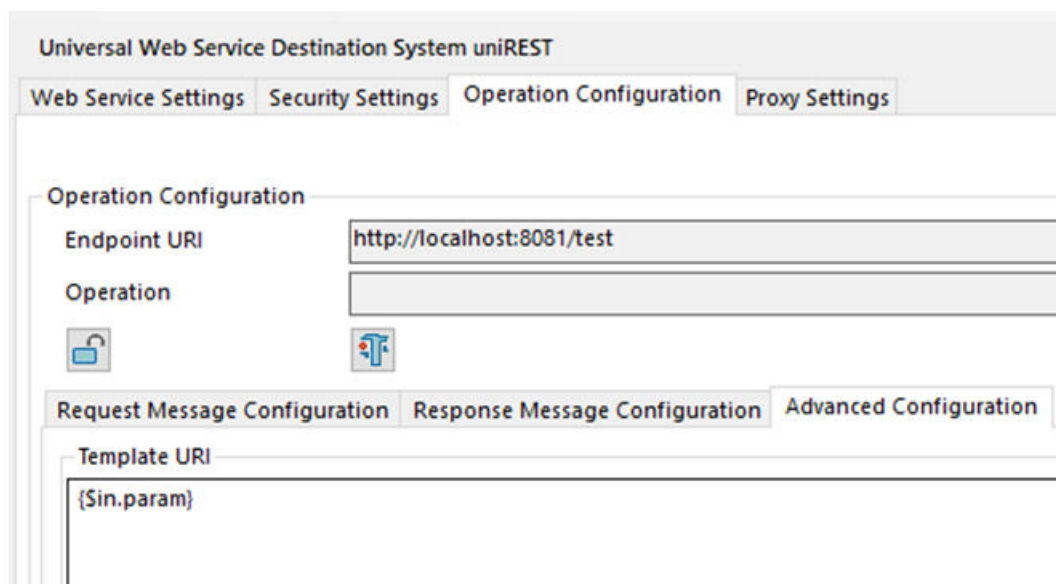 Universal Web Service Destination System uniREST
Web Service Settings Security Settings Operation Configuration Proxy Settings
Operation Configuration
Endpoint URI http://localhost:8081/test
Operation
Request Message Configuration Response Message Configuration Advanced Configuration
Template URI
{$in.param}